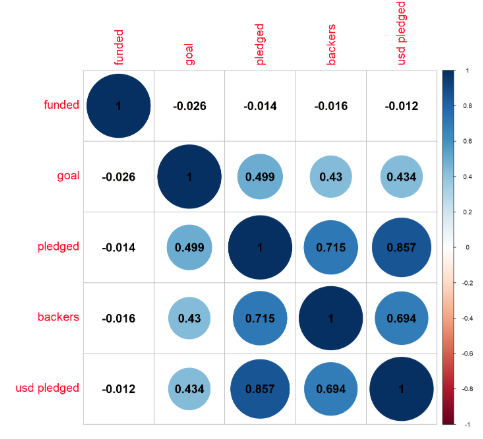 funded goal pledged backers usd pledged
funded 1 -0.026 -0.014 -0.016 -0.012
goal -0.026 1 0.499 0.43 0.434
pledged -0.014 0.499 1 0.715 0.857
backers -0.016 0.43 0.715 1 0.694
usd pledged -0.012 0.434 0.857 0.694 1
1
0.8
0.6
0.4
0.2
0
-0.2
-0.4
-0.6
-0.8
-1